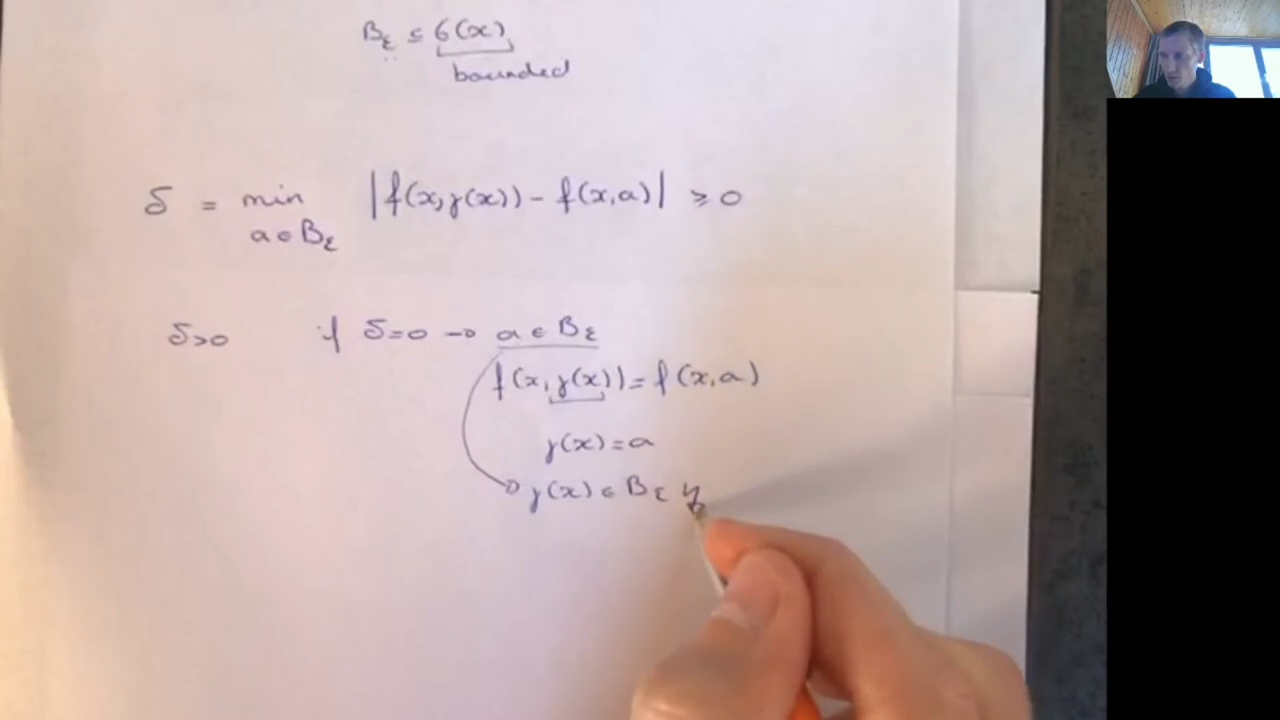 B_ε ⊆ G(x)
bounded
δ = min |f(x,y(x)) - f(x,a)| ≥ 0
a ∈ B_ε
δ>0 if δ=0 → a ∈ B_ε
f(x,y(x)) = f(x,a)
y(x) = a
y(x) ∈ B_ε ↯